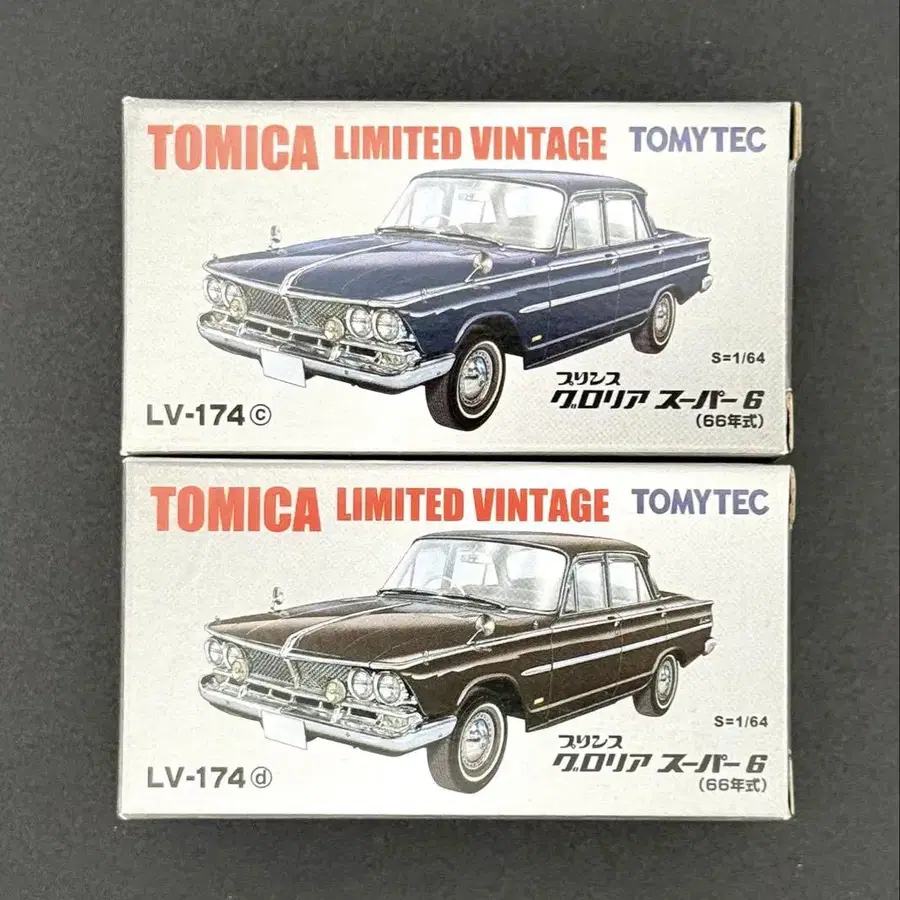 TOMICA LIMITED VINTAGE TOMYTEC
S=1/64
プリンス
グロリア スーパー6
(66年式)
LV-174ⓒ
TOMICA LIMITED VINTAGE TOMYTEC
S=1/64
プリンス
グロリア スーパー6
(66年式)
LV-174ⓓ